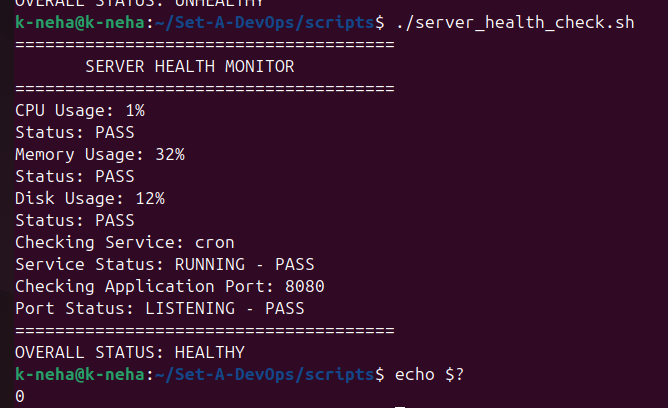 OVERALL STATUS: UNHEALTHY
k-neha@k-neha:~/Set-A-DevOps/scripts$ ./server_health_check.sh
======================================
       SERVER HEALTH MONITOR
======================================
CPU Usage: 1%
Status: PASS
Memory Usage: 32%
Status: PASS
Disk Usage: 12%
Status: PASS
Checking Service: cron
Service Status: RUNNING - PASS
Checking Application Port: 8080
Port Status: LISTENING - PASS
======================================
OVERALL STATUS: HEALTHY
k-neha@k-neha:~/Set-A-DevOps/scripts$ echo $?
0